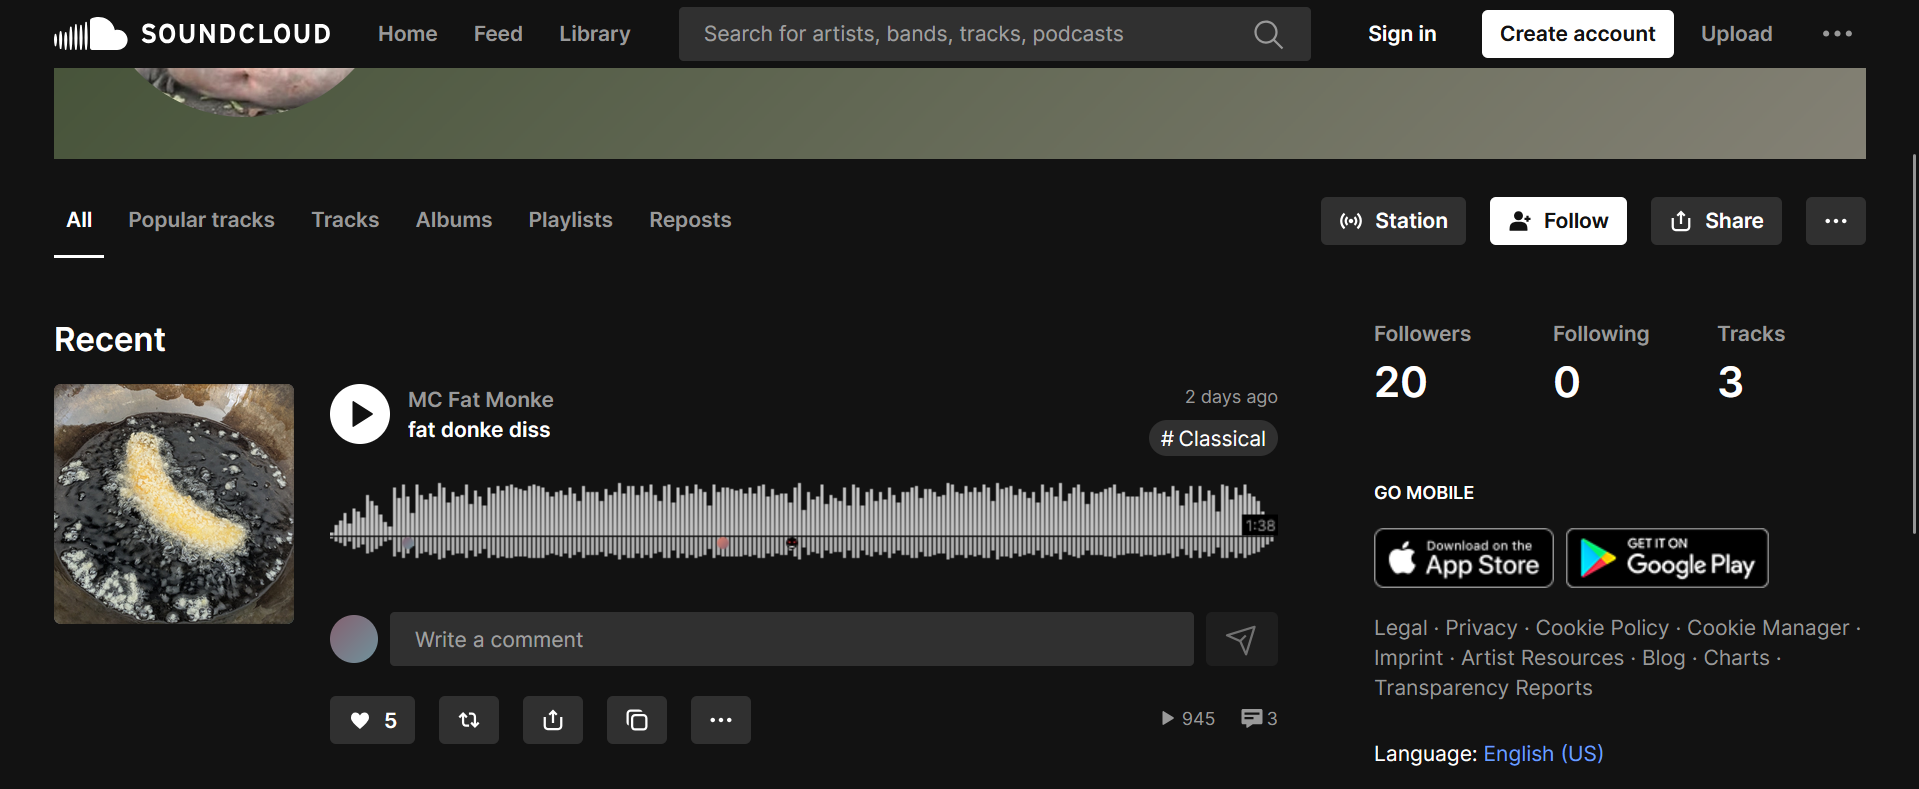 SOUNDCLOUD Home Feed Library Search for artists, bands, tracks, podcasts Sign in Create account Upload
All Popular tracks Tracks Albums Playlists Reposts Station Follow Share
Recent
MC Fat Monke
fat donke diss
2 days ago
# Classical
1:38
Write a comment
5
945 3
Followers Following Tracks
20 0 3
GO MOBILE
Download on the
App Store
GET IT ON
Google Play
Legal · Privacy · Cookie Policy · Cookie Manager ·
Imprint · Artist Resources · Blog · Charts ·
Transparency Reports
Language: English (US)